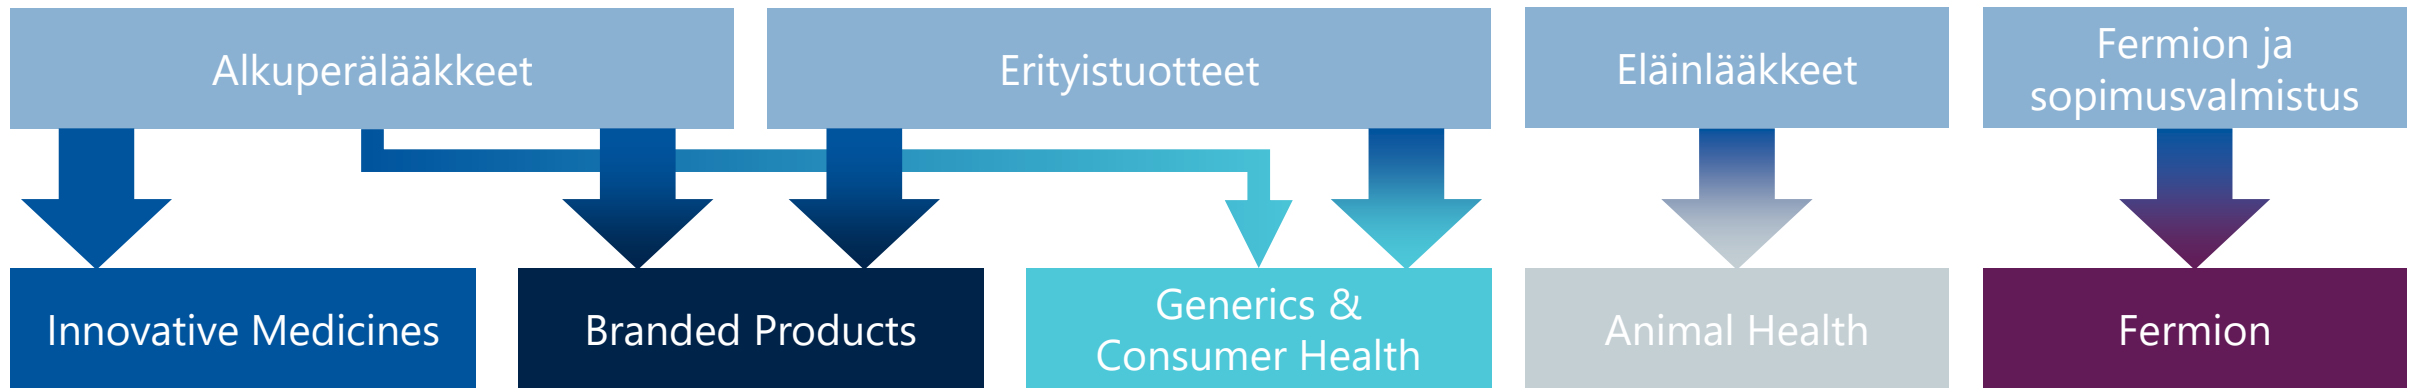 Alkuperälääkkeet
Erityistuotteet
Eläinlääkkeet
Fermion ja
sopimusvalmistus
Innovative Medicines
Branded Products
Generics &
Consumer Health
Animal Health
Fermion